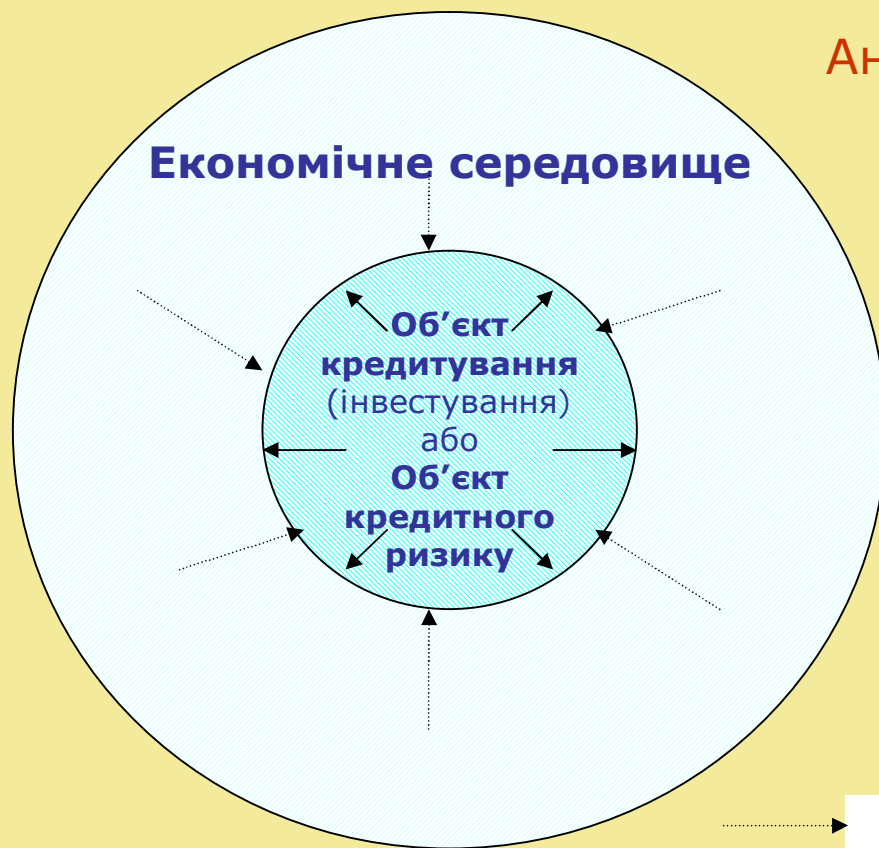 Ан
Економічне середовище
Об’єкт
кредитування
(інвестування)
або
Об’єкт
кредитного
ризику